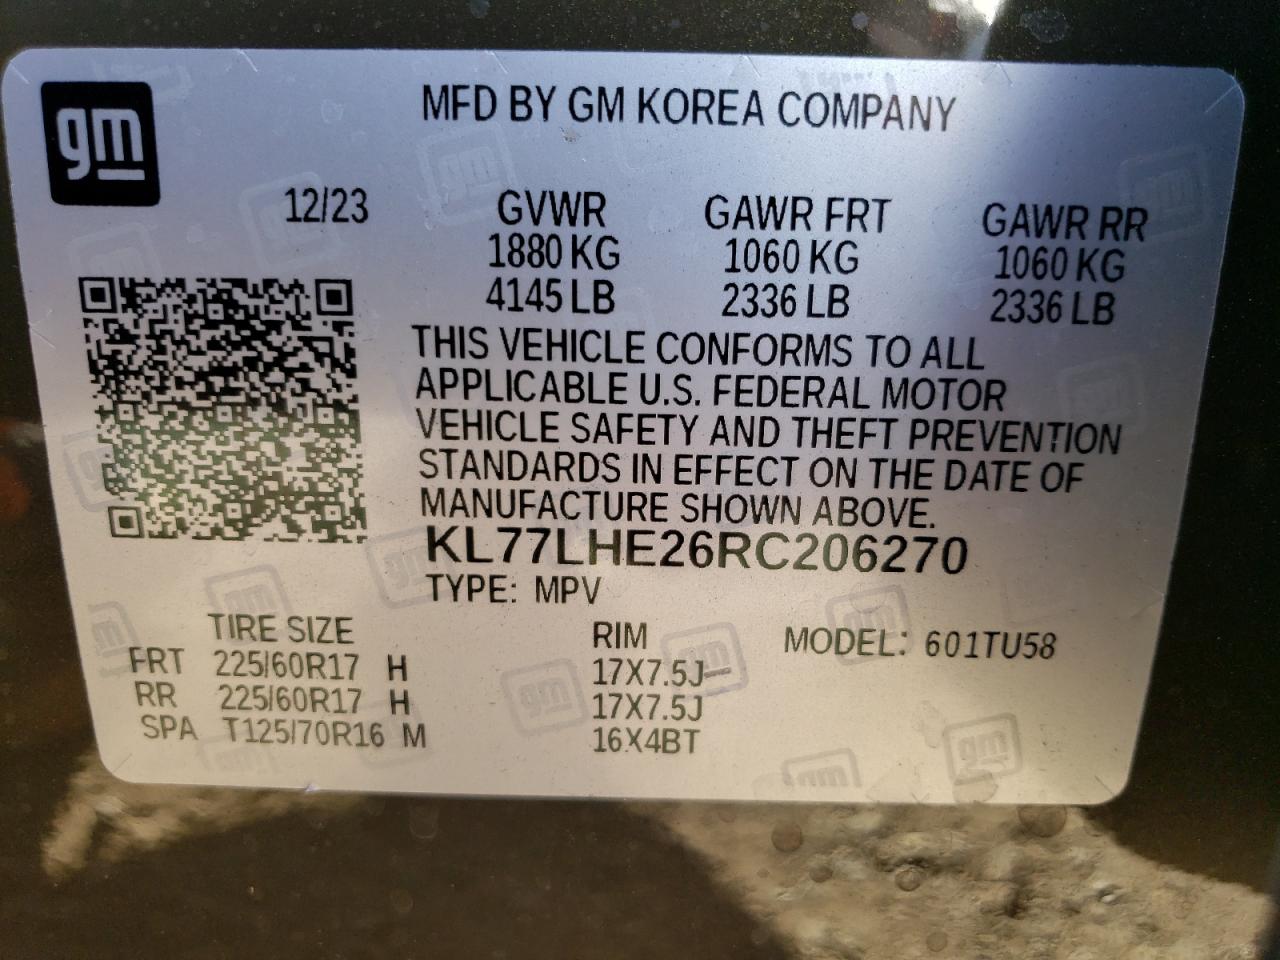 gm
MFD BY GM KOREA COMPANY
12/23
GVWR GAWR FRT GAWR RR
1880 KG 1060 KG 1060 KG
4145 LB 2336 LB 2336 LB
THIS VEHICLE CONFORMS TO ALL
APPLICABLE U.S. FEDERAL MOTOR
VEHICLE SAFETY AND THEFT PREVENTION
STANDARDS IN EFFECT ON THE DATE OF
MANUFACTURE SHOWN ABOVE.
KL77LHE26RC206270
TYPE: MPV
TIRE SIZE RIM MODEL: 601TU58
FRT 225/60R17 H 17X7.5J
RR 225/60R17 H 17X7.5J
SPA T125/70R16 M 16X4BT